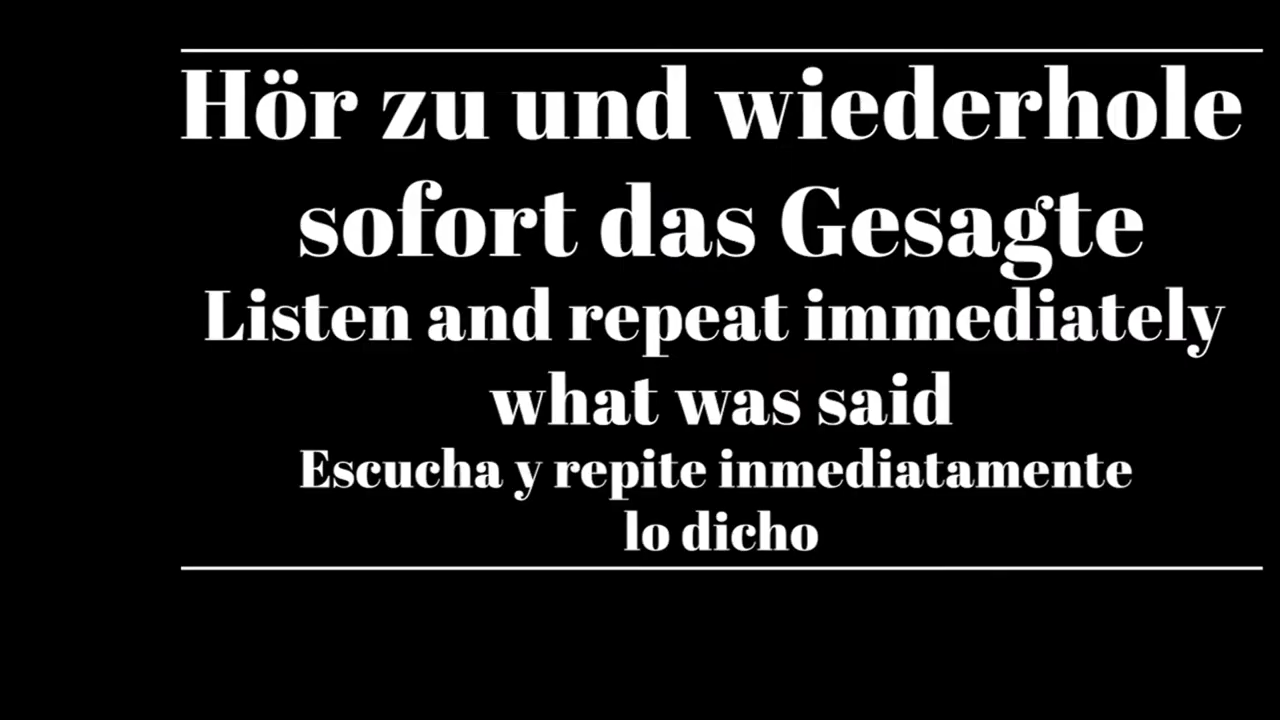 Hör zu und wiederhole
sofort das Gesagte
Listen and repeat immediately
what was said
Escucha y repite inmediatamente
lo dicho